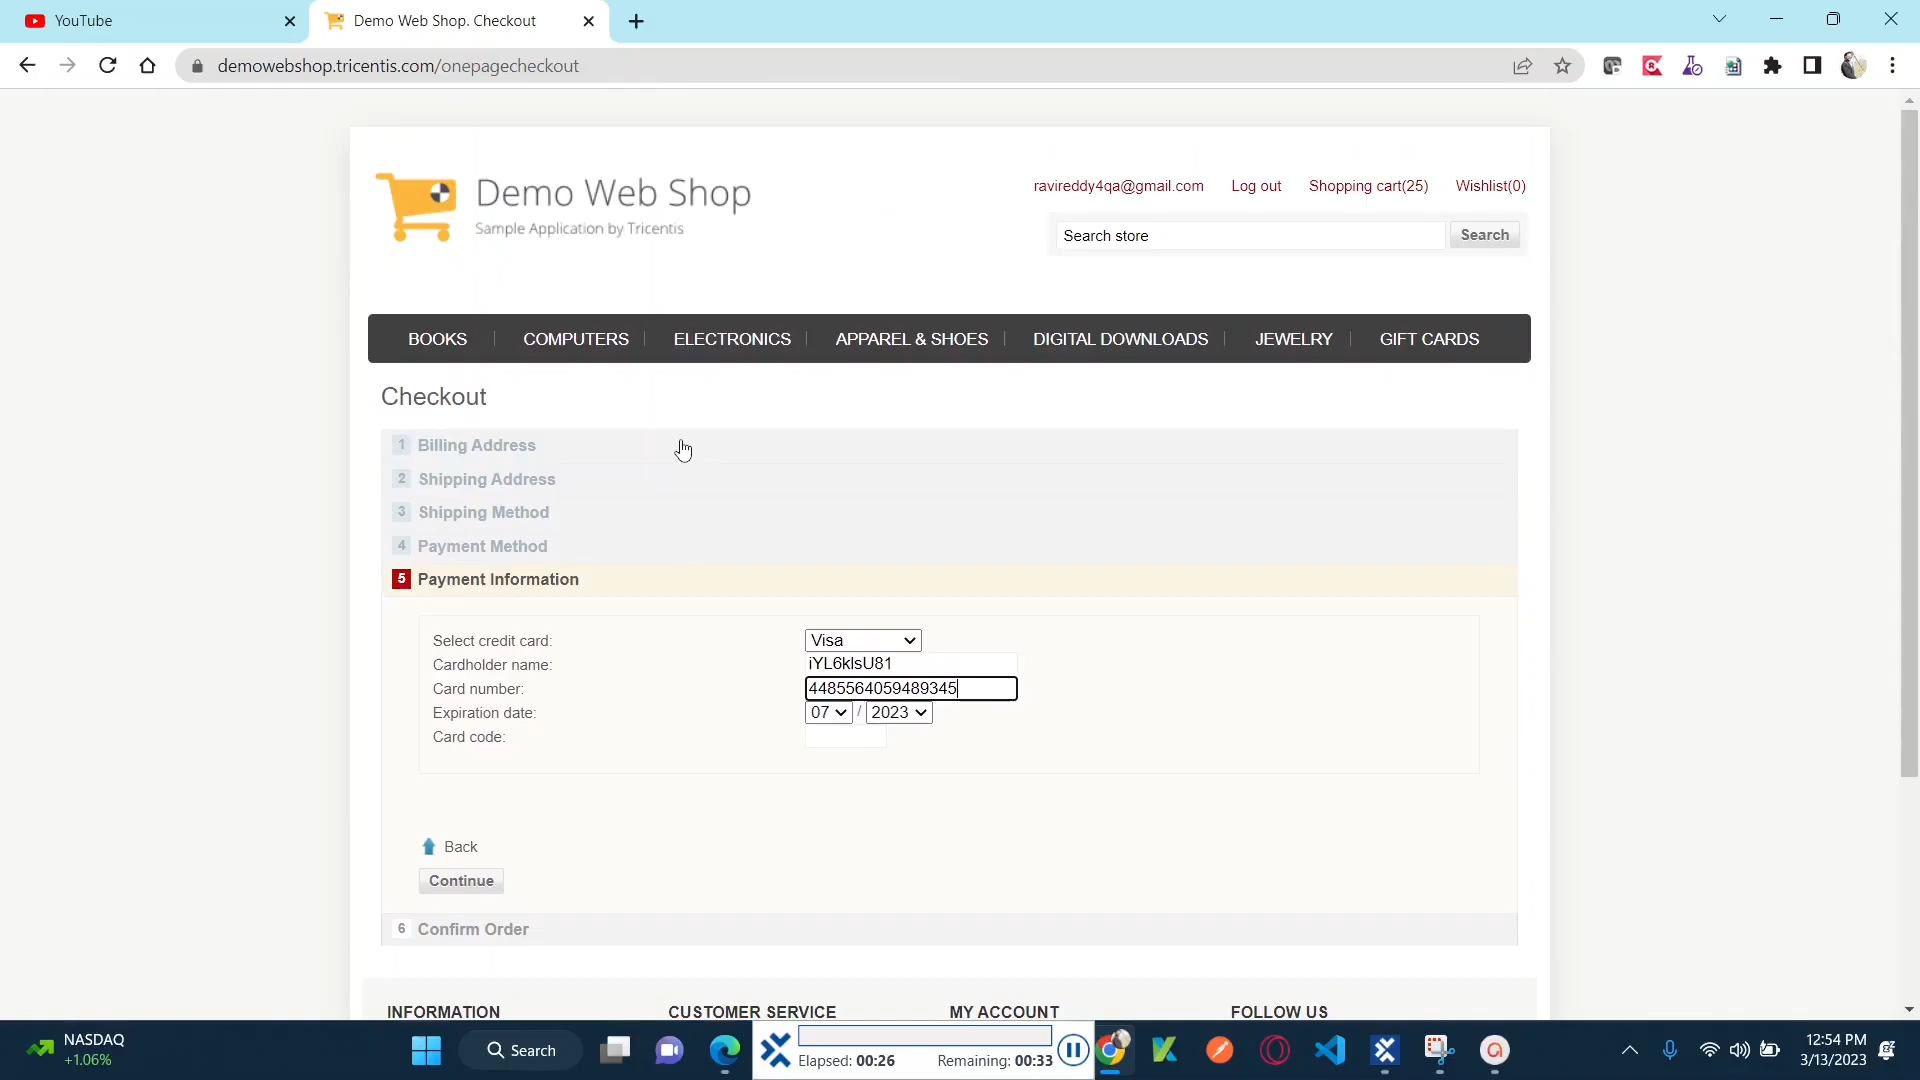 YouTube
Demo Web Shop. Checkout
demowebshop.tricentis.com/onepagecheckout
Demo Web Shop
Sample Application by Tricentis
ravireddy4qa@gmail.com Log out Shopping cart(25) Wishlist(0)
Search store Search
BOOKS COMPUTERS ELECTRONICS APPAREL & SHOES DIGITAL DOWNLOADS JEWELRY GIFT CARDS
Checkout
1 Billing Address
2 Shipping Address
3 Shipping Method
4 Payment Method
5 Payment Information
Select credit card: Visa
Cardholder name: iYL6klsU81
Card number: 4485564059489345
Expiration date: 07 / 2023
Card code:
Back
Continue
6 Confirm Order
INFORMATION CUSTOMER SERVICE MY ACCOUNT FOLLOW US
NASDAQ
+1.06%
Search
Elapsed: 00:26 Remaining: 00:33
12:54 PM
3/13/2023